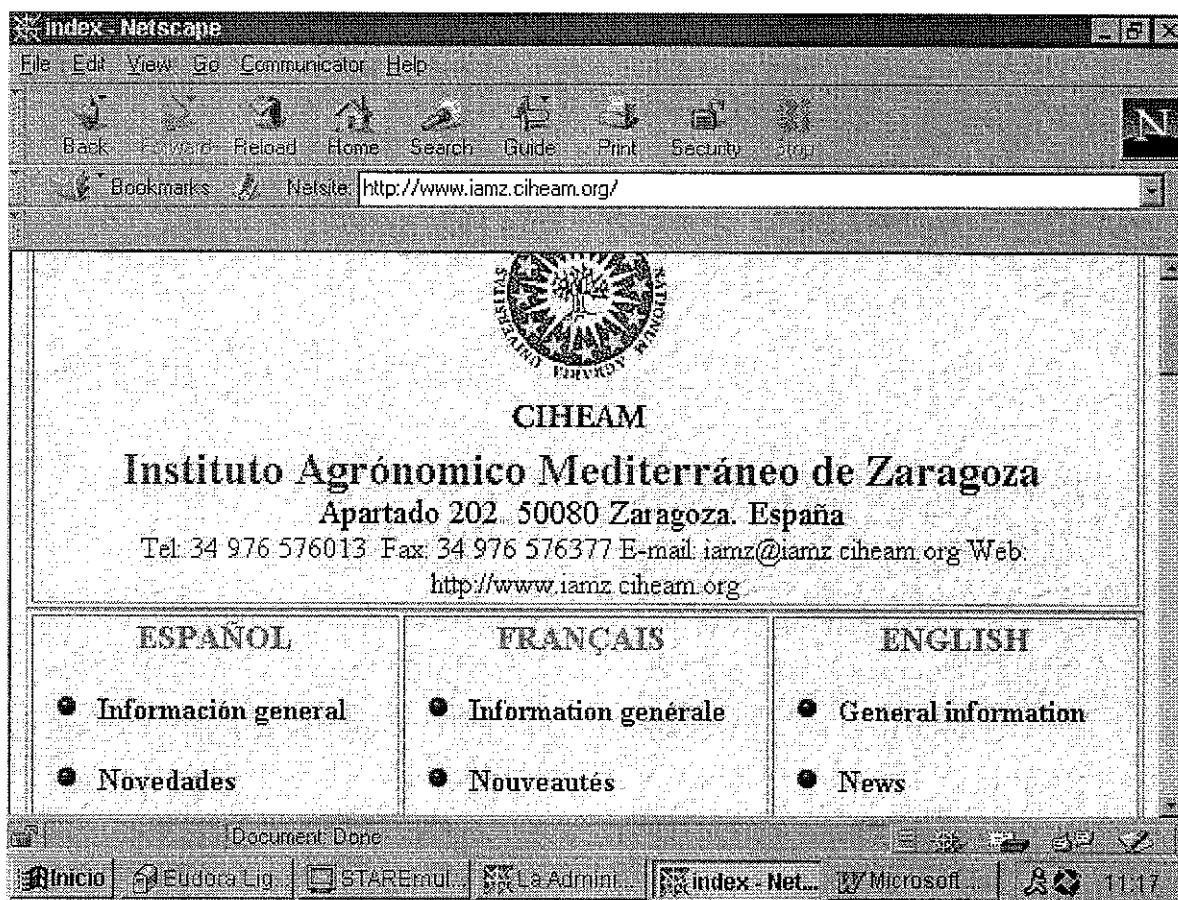 index - Netscape
File Edit View Go Communicator Help
Back Forward Reload Home Search Guide Print Security Stop
Bookmarks Netsite: http://www.iamz.ciheam.org/
CIHEAM
Instituto Agrónomico Mediterráneo de Zaragoza
Apartado 202. 50080 Zaragoza. España
Tel: 34 976 576013 Fax: 34 976 576377 E-mail: iamz@iamz.ciheam.org Web:
http://www.iamz.ciheam.org
ESPAÑOL FRANÇAIS ENGLISH
Información general Information genérale General information
Novedades Nouveautés News
Document: Done
Inicio Eudora Lig... STAREmul... La Admini... index - Net... Microsoft ... 11:17